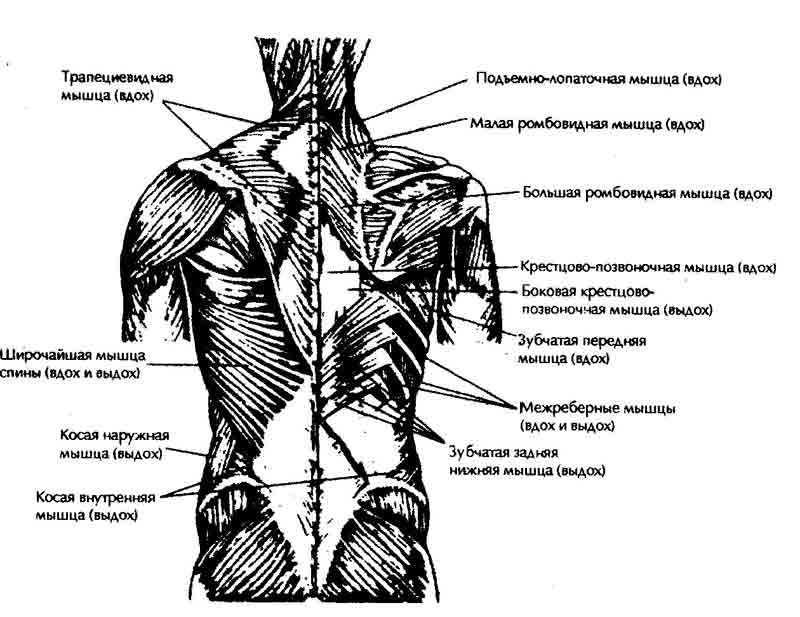 Трапециевидная
мышца (вдох)
Широчайшая мышца
спины (вдох и выдох)
Косая наружная
мышца (выдох)
Косая внутренняя
мышца (выдох)
Подъемно-лопаточная мышца (вдох)
Малая ромбовидная мышца (вдох)
Большая ромбовидная мышца (вдох)
Крестцово-позвоночная мышца (вдох)
Боковая крестцово-
позвоночная мышца (выдох)
Зубчатая передняя
мышца (вдох)
Межреберные мышцы
(вдох и выдох)
Зубчатая задняя
нижняя мышца (выдох)